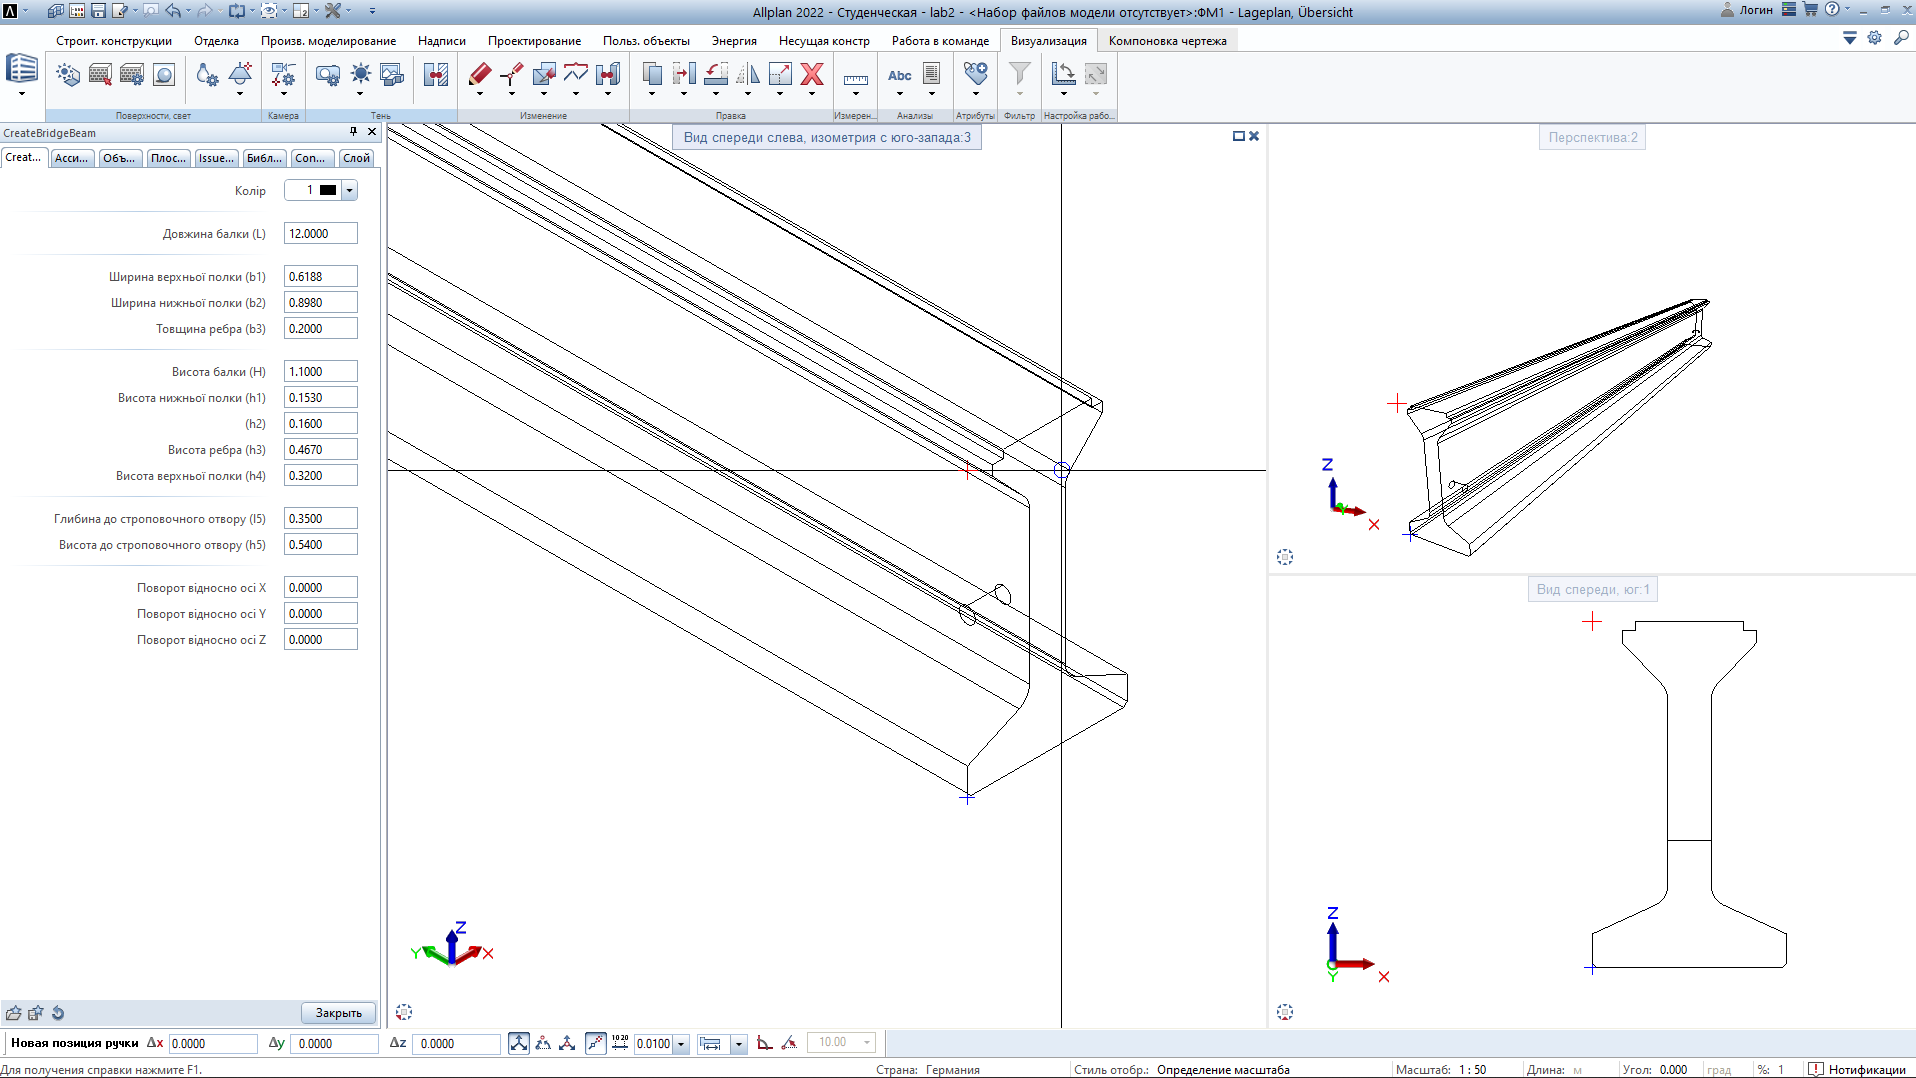 Allplan 2022 - Студенческая - lab2 - <Набор файлов модели отсутствует>:ФМ1 - Lageplan, Übersicht
Логин
Строит. конструкции Отделка Произв. моделирование Надписи Проектирование Польз. объекты Энергия Несущая констр Работа в команде Визуализация Компоновка чертежа
Abc
Поверхности, свет Камера Тень Изменение Правка Измерен... Анализы Атрибуты Фильтр Настройка рабо...
CreateBridgeBeam
Creat... Асси... Объ... Плос... Issue... Библ... Con... Слой
Колір 1
Довжина балки (L) 12.0000
Ширина верхньої полки (b1) 0.6188
Ширина нижньої полки (b2) 0.8980
Товщина ребра (b3) 0.2000
Висота балки (H) 1.1000
Висота нижньої полки (h1) 0.1530
(h2) 0.1600
Висота ребра (h3) 0.4670
Висота верхньої полки (h4) 0.3200
Глибина до строповочного отвору (l5) 0.3500
Висота до строповочного отвору (h5) 0.5400
Поворот відносно осі X 0.0000
Поворот відносно осі Y 0.0000
Поворот відносно осі Z 0.0000
Закрыть
Вид спереди слева, изометрия с юго-запада:3
Z
Y X
Перспектива:2
Z
X
Вид спереди, юг:1
Z
Y X
Новая позиция ручки Δx 0.0000 Δy 0.0000 Δz 0.0000 1020 0.0100 10.00
Для получения справки нажмите F1. Страна: Германия Стиль отобр.: Определение масштаба Масштаб: 1 : 50 Длина: м Угол: 0.000 град %: 1 Нотификации